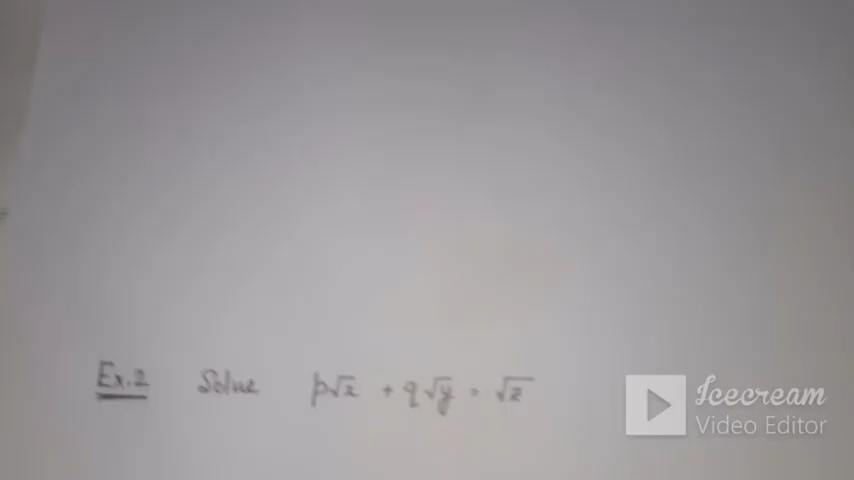 Ex.2 Solve p√x + q√y = √z
Icecream
Video Editor